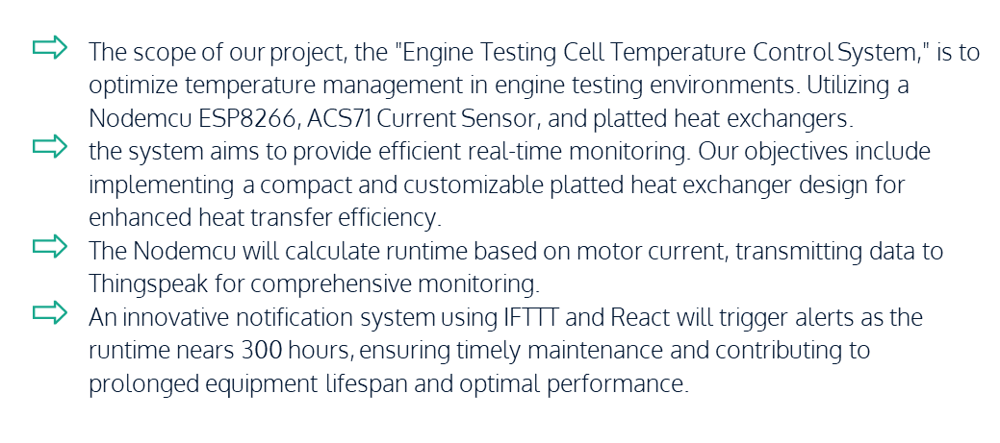 The scope of our project, the "Engine Testing Cell Temperature Control System," is to
optimize temperature management in engine testing environments. Utilizing a
Nodemcu ESP8266, ACS71 Current Sensor, and platted heat exchangers.
the system aims to provide efficient real-time monitoring. Our objectives include
implementing a compact and customizable platted heat exchanger design for
enhanced heat transfer efficiency.
The Nodemcu will calculate runtime based on motor current, transmitting data to
Thingspeak for comprehensive monitoring.
An innovative notification system using IFTTT and React will trigger alerts as the
runtime nears 300 hours, ensuring timely maintenance and contributing to
prolonged equipment lifespan and optimal performance.